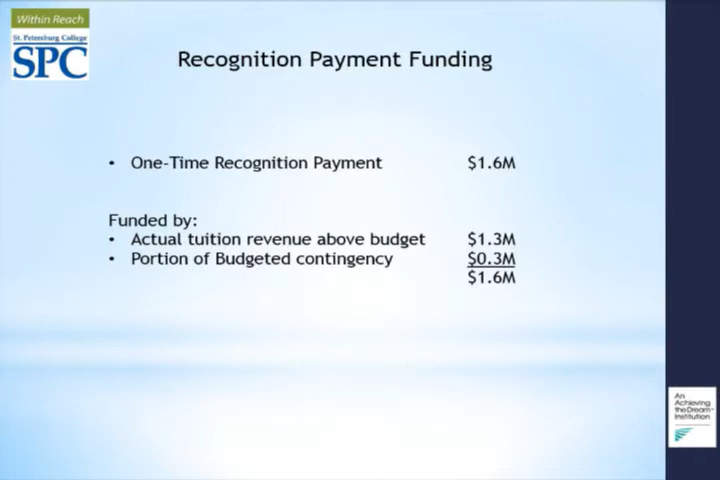 Within Reach
St. Petersburg College
SPC
Recognition Payment Funding
• One-Time Recognition Payment $1.6M
Funded by:
• Actual tuition revenue above budget $1.3M
• Portion of Budgeted contingency $0.3M
$1.6M
An
Achieving
the Dream™
Institution